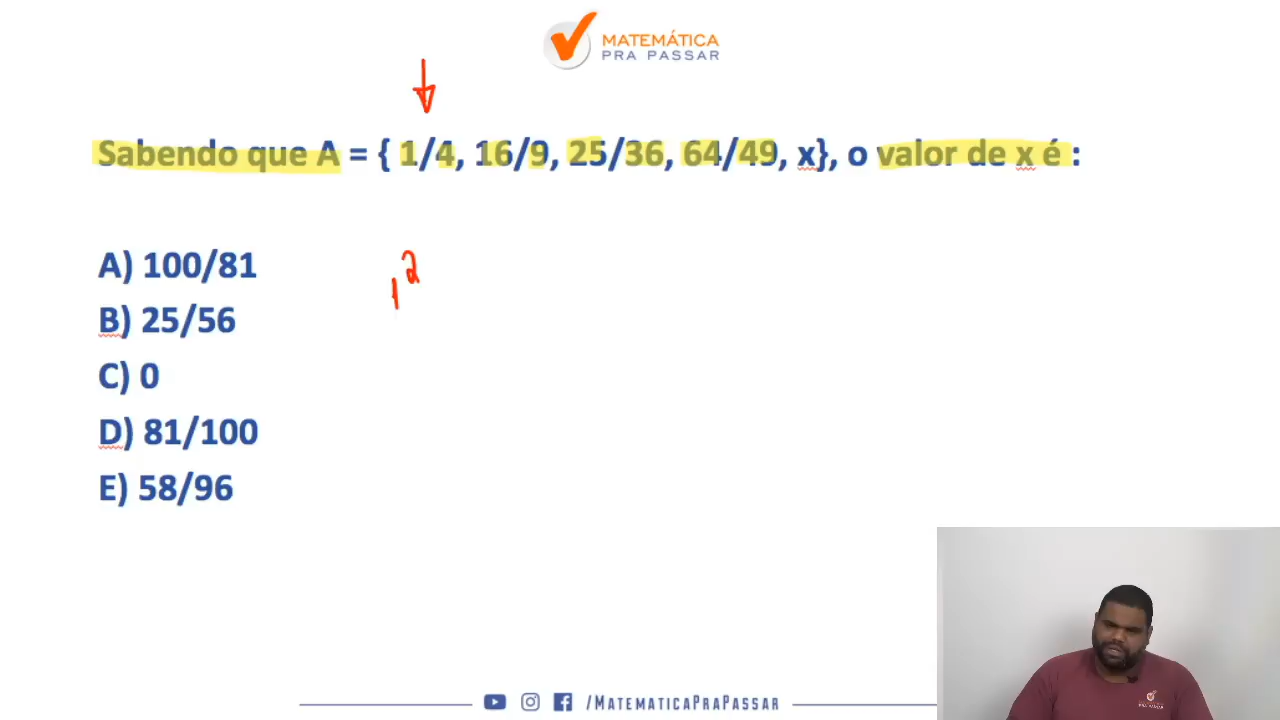 MATEMÁTICA
PRA PASSAR
Sabendo que A = { 1/4, 16/9, 25/36, 64/49, x}, o valor de x é :
A) 100/81
1²
B) 25/56
C) 0
D) 81/100
E) 58/96
/MatematicaPraPassar